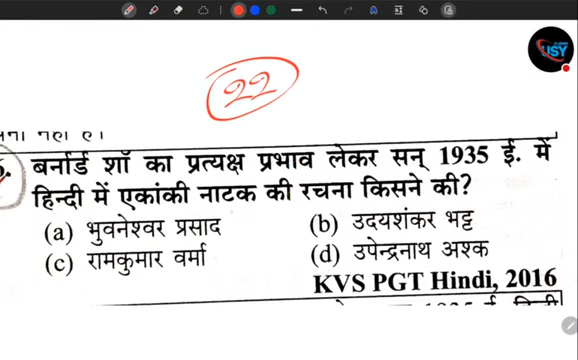 22
USY
बर्नार्ड शॉ का प्रत्यक्ष प्रभाव लेकर सन् 1935 ई. में
हिन्दी में एकांकी नाटक की रचना किसने की?
(a) भुवनेश्वर प्रसाद (b) उदयशंकर भट्ट
(c) रामकुमार वर्मा (d) उपेन्द्रनाथ अश्क
KVS PGT Hindi, 2016